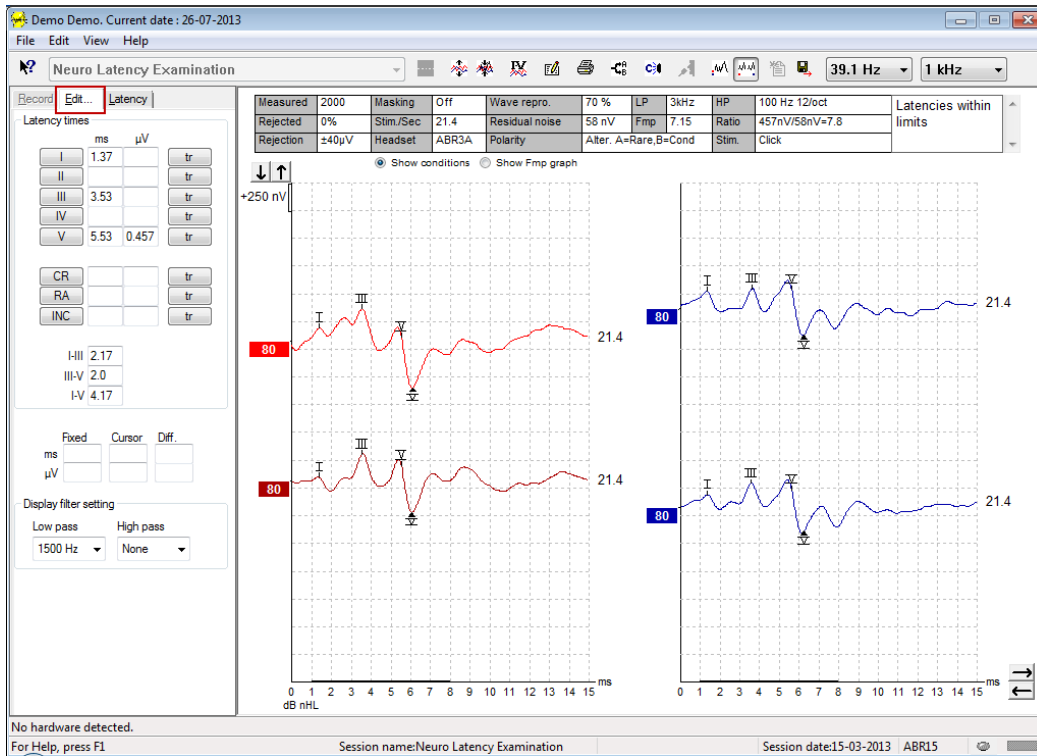 Demo Demo. Current date : 26-07-2013
File Edit View Help
Neuro Latency Examination 39.1 Hz 1 kHz
Record Edit... Latency
Measured 2000 Masking Off Wave repro. 70 % LP 3kHz HP 100 Hz 12/oct Latencies within
Rejected 0% Stim./Sec 21.4 Residual noise 58 nV Fmp 7.15 Ratio 457nV/58nV=7.8 limits
Rejection ±40µV Headset ABR3A Polarity Alter. A=Rare,B=Cond Stim. Click
Show conditions Show Fmp graph
Latency times
ms µV
I 1.37 tr
II tr
III 3.53 tr
IV tr
V 5.53 0.457 tr
CR tr
RA tr
INC tr
I-III 2.17
III-V 2.0
I-V 4.17
Fixed Cursor Diff.
ms
µV
Display filter setting
Low pass High pass
1500 Hz None
+250 nV
I III V
80 21.4
V
I III V
80 21.4
V
I III V
80 21.4
V
I III V
80 21.4
V
0 1 2 3 4 5 6 7 8 9 10 11 12 13 14 15 ms
dB nHL
0 1 2 3 4 5 6 7 8 9 10 11 12 13 14 15 ms
No hardware detected.
For Help, press F1 Session name:Neuro Latency Examination Session date:15-03-2013 ABR15